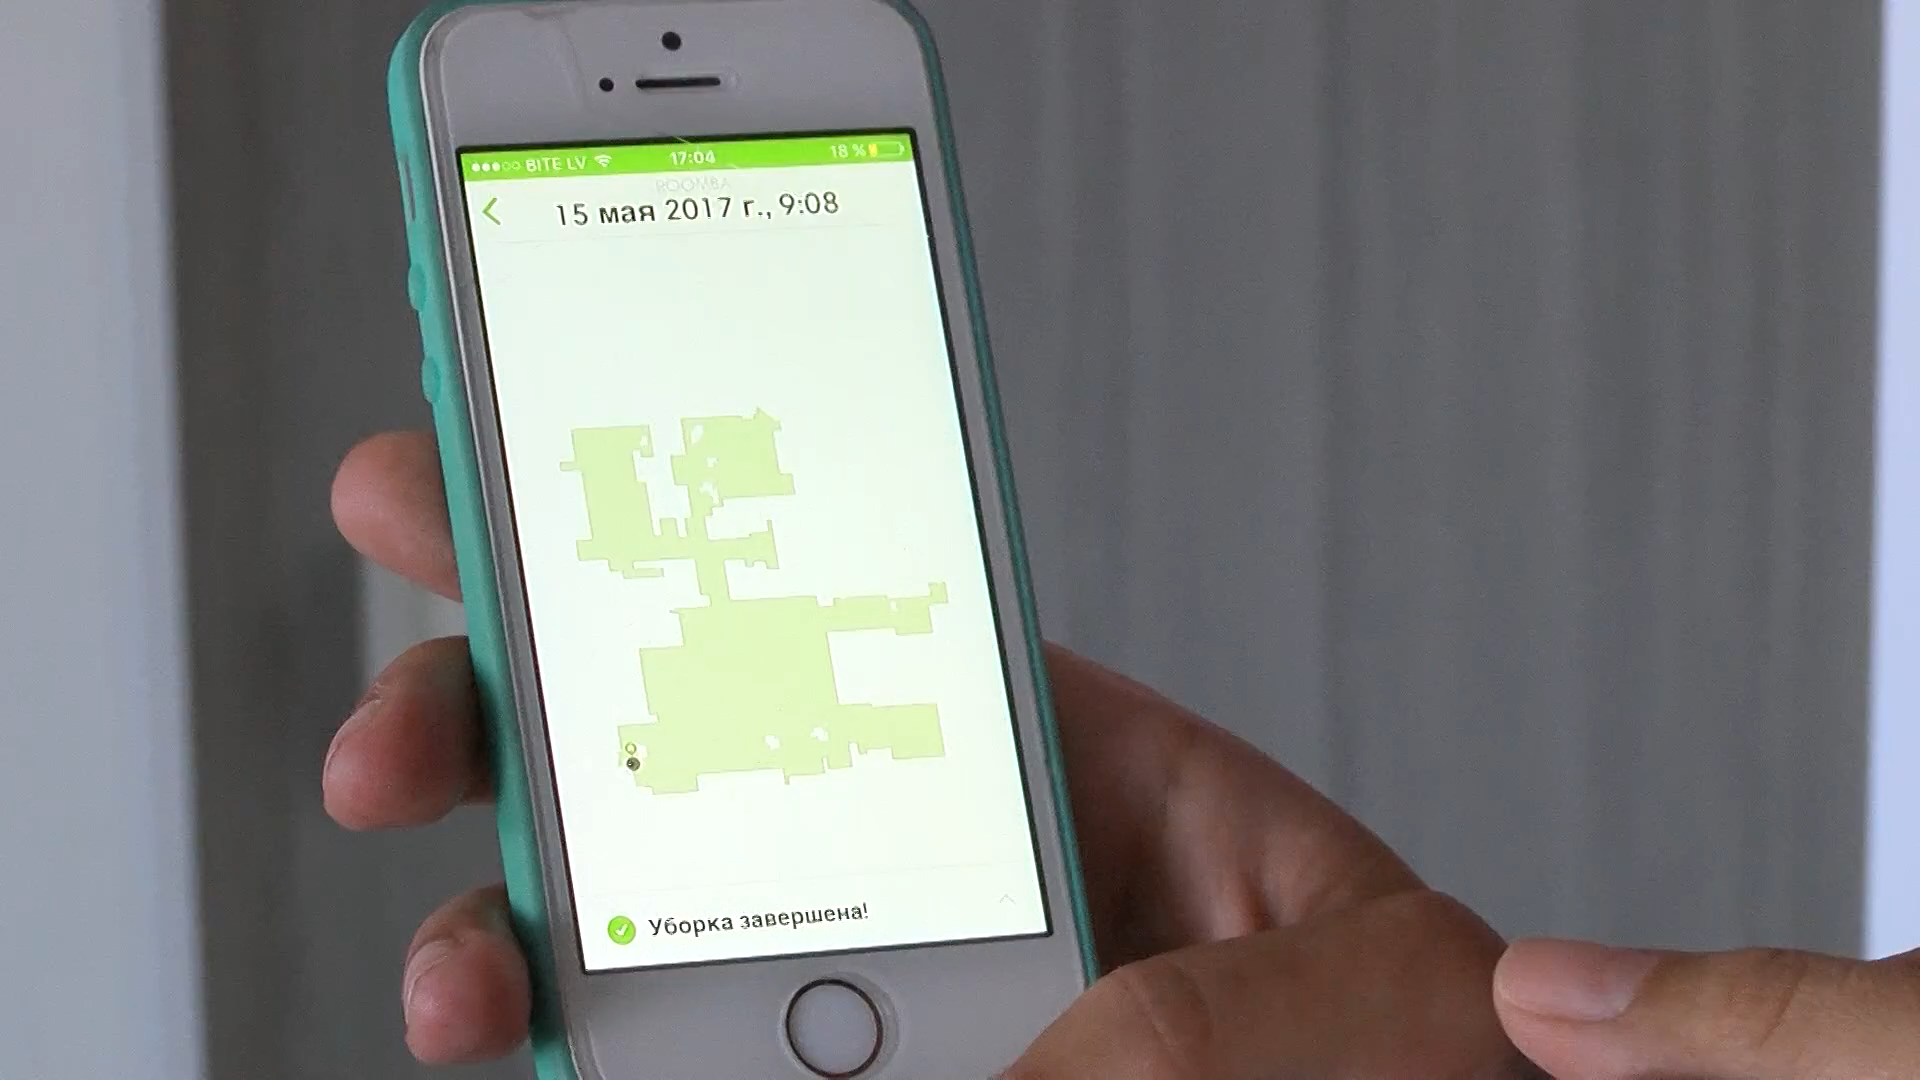 BITE LV 17:04 18 %
ROOMBA
15 мая 2017 г., 9:08
Уборка завершена!